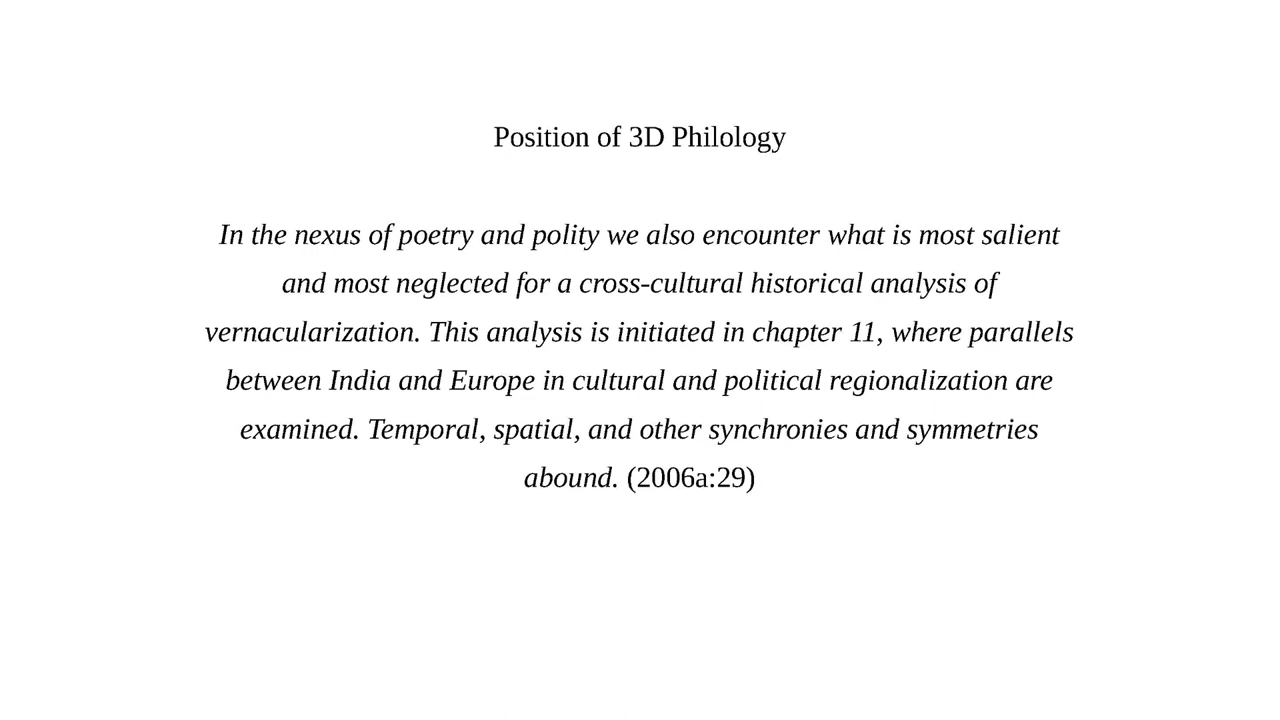 Position of 3D Philology
In the nexus of poetry and polity we also encounter what is most salient
and most neglected for a cross-cultural historical analysis of
vernacularization. This analysis is initiated in chapter 11, where parallels
between India and Europe in cultural and political regionalization are
examined. Temporal, spatial, and other synchronies and symmetries
abound. (2006a:29)